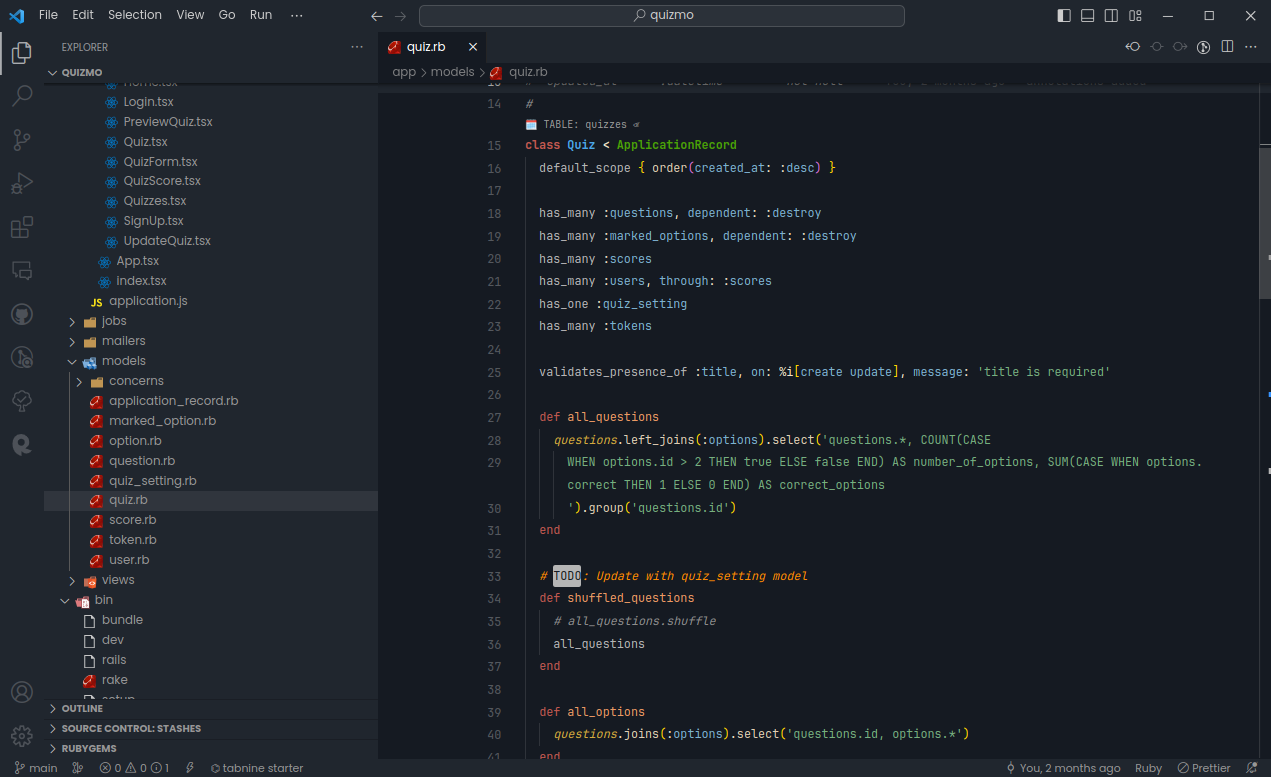 File Edit Selection View Go Run ···
quizmo
EXPLORER
QUIZMO
Home.tsx
Login.tsx
PreviewQuiz.tsx
Quiz.tsx
QuizForm.tsx
QuizScore.tsx
Quizzes.tsx
SignUp.tsx
UpdateQuiz.tsx
App.tsx
index.tsx
JS application.js
jobs
mailers
models
concerns
application_record.rb
marked_option.rb
option.rb
question.rb
quiz_setting.rb
quiz.rb
score.rb
token.rb
user.rb
views
bin
bundle
dev
rails
rake
setup
OUTLINE
SOURCE CONTROL: STASHES
RUBYGEMS
quiz.rb
app > models > quiz.rb
14 #
TABLE: quizzes
15 class Quiz < ApplicationRecord
16 default_scope { order(created_at: :desc) }
17
18 has_many :questions, dependent: :destroy
19 has_many :marked_options, dependent: :destroy
20 has_many :scores
21 has_many :users, through: :scores
22 has_one :quiz_setting
23 has_many :tokens
24
25 validates_presence_of :title, on: %i[create update], message: 'title is required'
26
27 def all_questions
28 questions.left_joins(:options).select('questions.*, COUNT(CASE
29 WHEN options.id > 2 THEN true ELSE false END) AS number_of_options, SUM(CASE WHEN options.
correct THEN 1 ELSE 0 END) AS correct_options
30 ').group('questions.id')
31 end
32
33 # TODO: Update with quiz_setting model
34 def shuffled_questions
35 # all_questions.shuffle
36 all_questions
37 end
38
39 def all_options
40 questions.joins(:options).select('questions.id, options.*')
41 end
main 0 0 1 tabnine starter You, 2 months ago Ruby Prettier